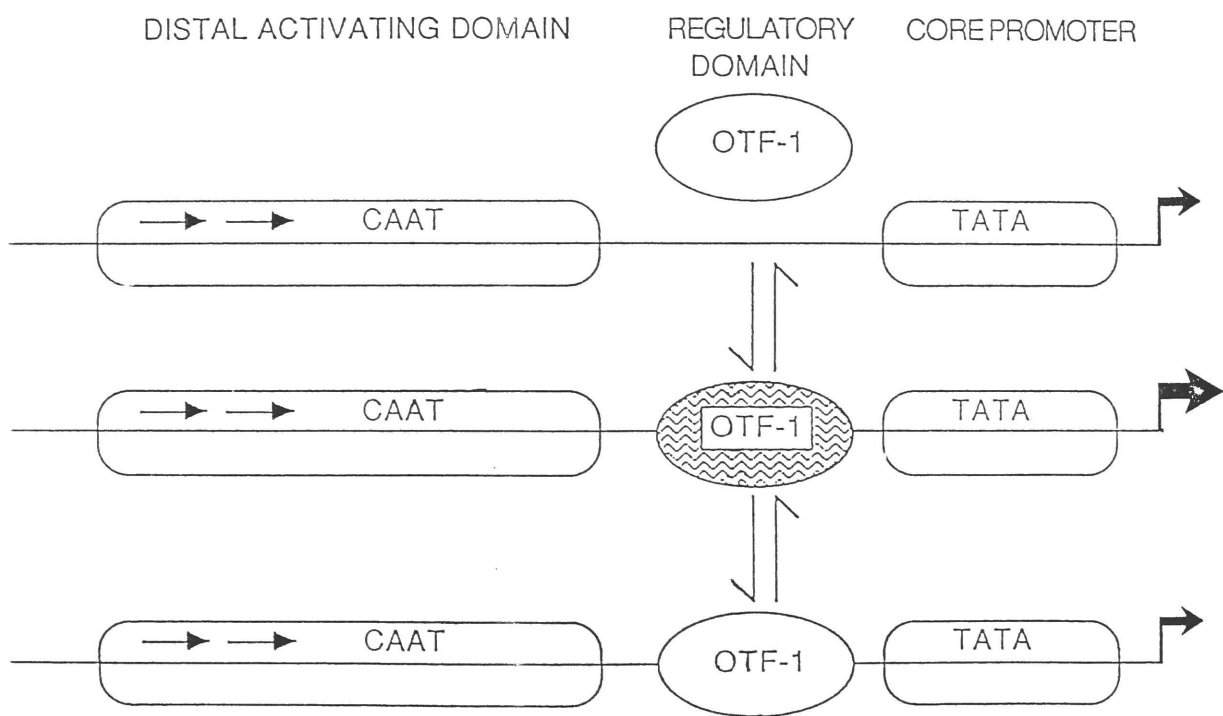 DISTAL ACTIVATING DOMAIN
REGULATORY
DOMAIN
CORE PROMOTER
OTF-1
CAAT
TATA
CAAT
OTF-1
TATA
CAAT
OTF-1
TATA